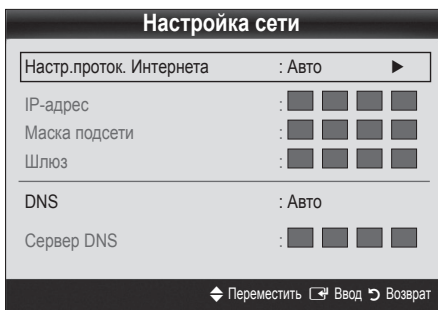 Настройка сети
Настр.проток. Интернета : Авто ▶
IP-адрес :
Маска подсети :
Шлюз :
DNS : Авто
Сервер DNS :
Переместить Ввод Возврат